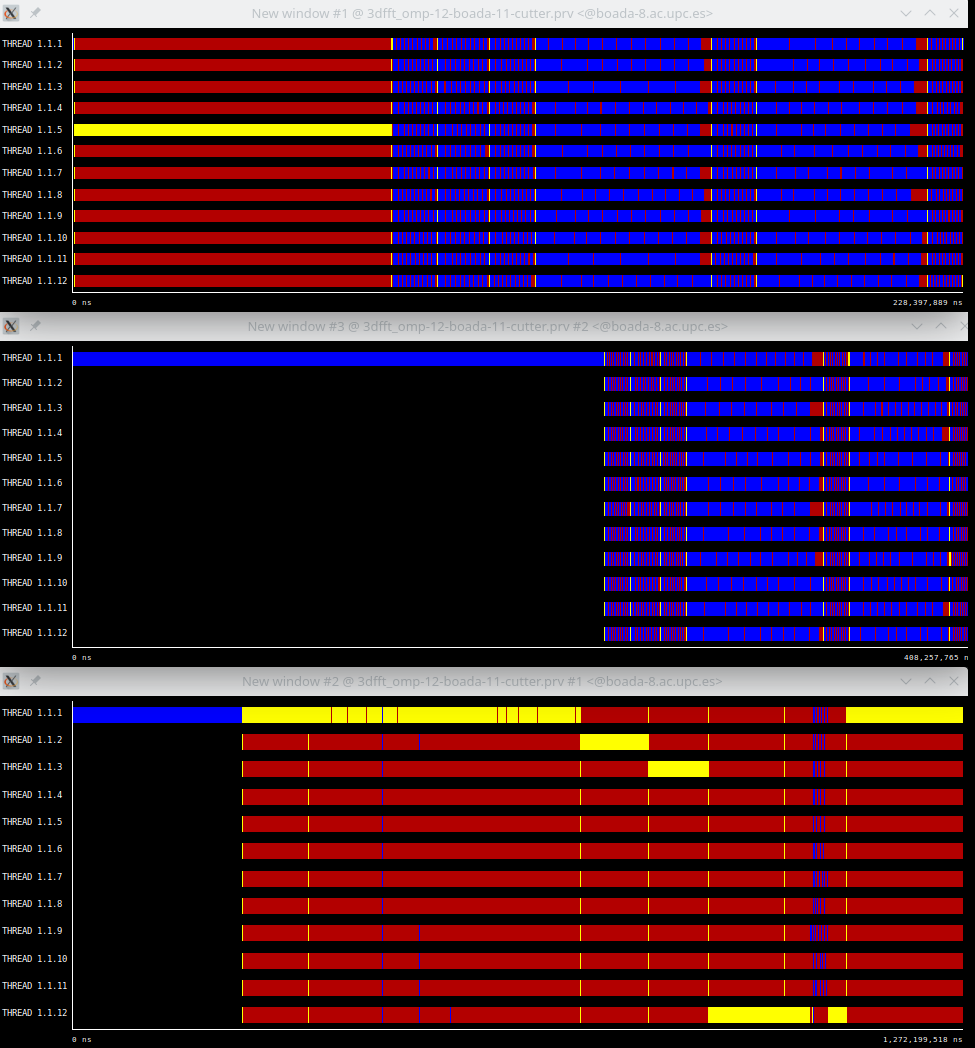 New window #1 @ 3dfft_omp-12-boada-11-cutter.prv <@boada-8.ac.upc.es>
THREAD 1.1.1
THREAD 1.1.2
THREAD 1.1.3
THREAD 1.1.4
THREAD 1.1.5
THREAD 1.1.6
THREAD 1.1.7
THREAD 1.1.8
THREAD 1.1.9
THREAD 1.1.10
THREAD 1.1.11
THREAD 1.1.12
0 ns 228,397,889 ns
New window #3 @ 3dfft_omp-12-boada-11-cutter.prv #2 <@boada-8.ac.upc.es>
THREAD 1.1.1
THREAD 1.1.2
THREAD 1.1.3
THREAD 1.1.4
THREAD 1.1.5
THREAD 1.1.6
THREAD 1.1.7
THREAD 1.1.8
THREAD 1.1.9
THREAD 1.1.10
THREAD 1.1.11
THREAD 1.1.12
0 ns 408,257,765 n
New window #2 @ 3dfft_omp-12-boada-11-cutter.prv #1 <@boada-8.ac.upc.es>
THREAD 1.1.1
THREAD 1.1.2
THREAD 1.1.3
THREAD 1.1.4
THREAD 1.1.5
THREAD 1.1.6
THREAD 1.1.7
THREAD 1.1.8
THREAD 1.1.9
THREAD 1.1.10
THREAD 1.1.11
THREAD 1.1.12
0 ns 1,272,199,518 ns